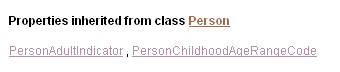 Properties inherited from class Person
PersonAdultIndicator , PersonChildhoodAgeRangeCode